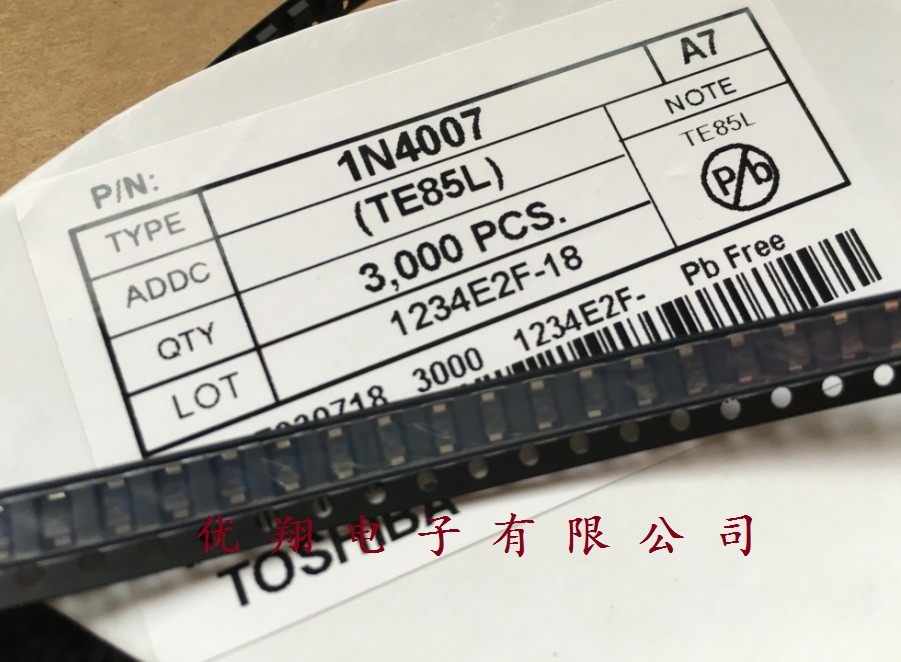 P/N:
TYPE 1N4007 A7
ADDC (TE85L) NOTE
QTY 3,000 PCS. TE85L
LOT 1234E2F-18 Pb
3000 1234E2F- Pb Free
TOSHIBA
优翔电子有限公司